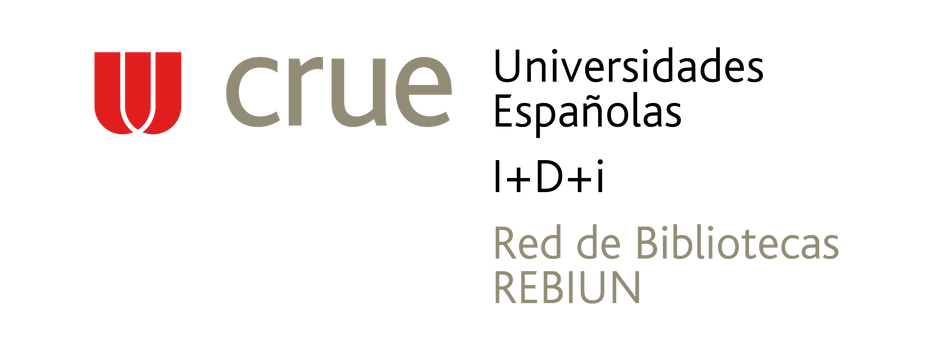 crue
Universidades
Españolas
I+D+i
Red de Bibliotecas
REBIUN